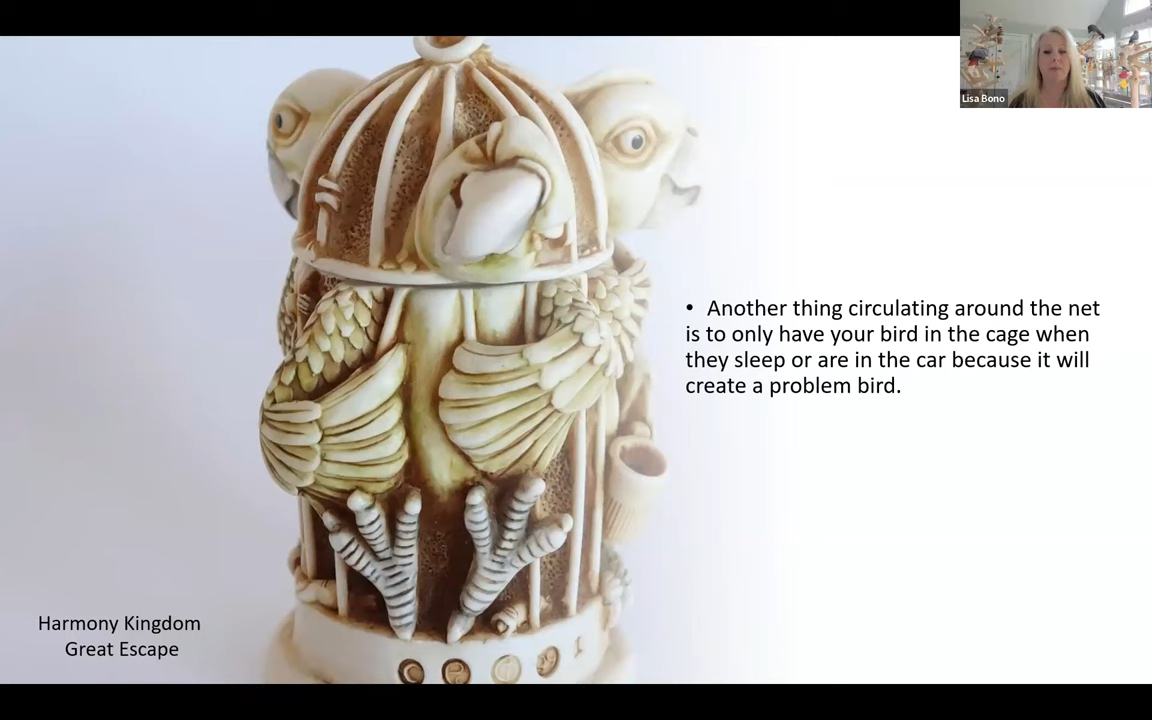 Lisa Bono
• Another thing circulating around the net
is to only have your bird in the cage when
they sleep or are in the car because it will
create a problem bird.
Harmony Kingdom
Great Escape